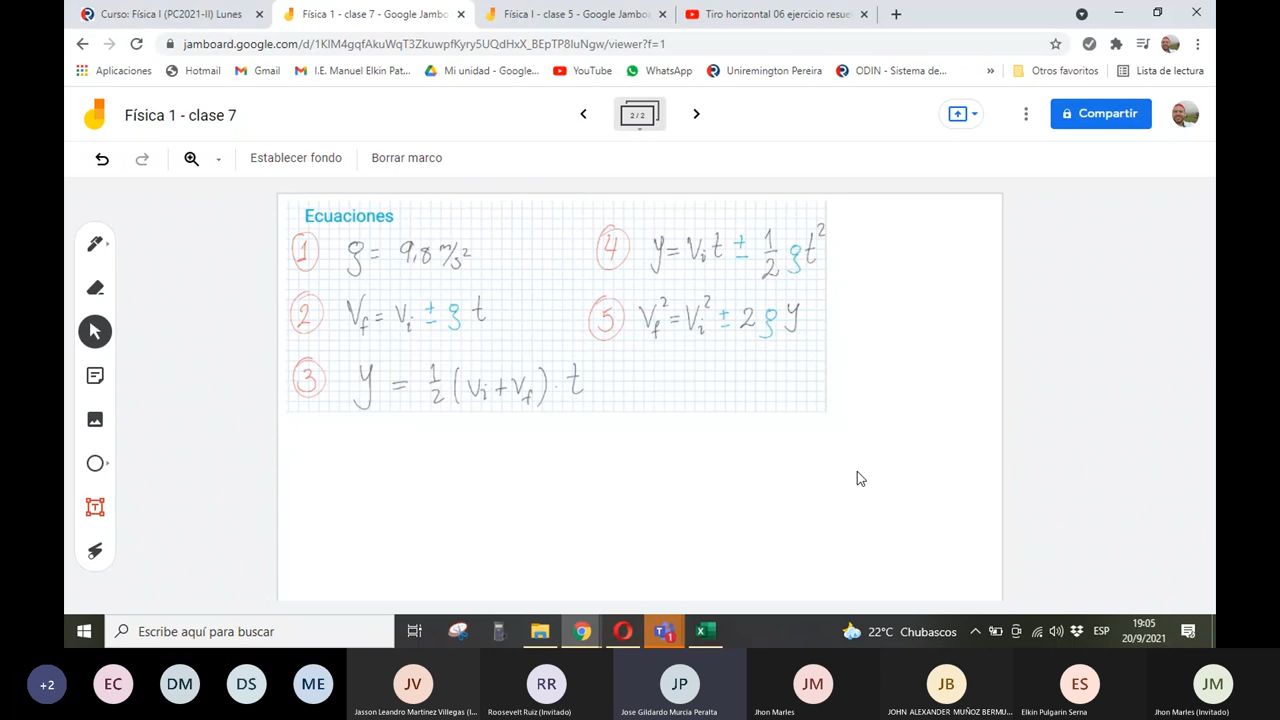 Curso: Física I (PC2021-II) Lunes
Física 1 - clase 7 - Google Jambo
Física I - clase 5 - Google Jamboa
Tiro horizontal 06 ejercicio resue
jamboard.google.com/d/1KlM4gqfAkuWqT3ZkuwpfKyry5UQdHxX_BEpTP8IuNgw/viewer?f=1
Aplicaciones
Hotmail
Gmail
I.E. Manuel Elkin Pat...
Mi unidad - Google...
YouTube
WhatsApp
Uniremington Pereira
ODIN - Sistema de...
»
Otros favoritos
Lista de lectura
Física 1 - clase 7
2 / 2
Compartir
Establecer fondo
Borrar marco
Ecuaciones
1 g = 9,8 m/s²
2 Vf = Vi ± g t
3 y = 1/2 (Vi + Vf) · t
4 y = Vi t ± 1/2 g t²
5 Vf² = Vi² ± 2 g y
Escribe aquí para buscar
1
22°C Chubascos
ESP
19:05
20/9/2021
+2
EC
DM
DS
ME
JV
Jasson Leandro Martinez Villegas (I...
RR
Roosevelt Ruiz (Invitado)
JP
Jose Gildardo Murcia Peralta
JM
Jhon Marles
JB
JOHN ALEXANDER MUÑOZ BERMU...
ES
Elkin Pulgarin Serna
JM
Jhon Marles (Invitado)